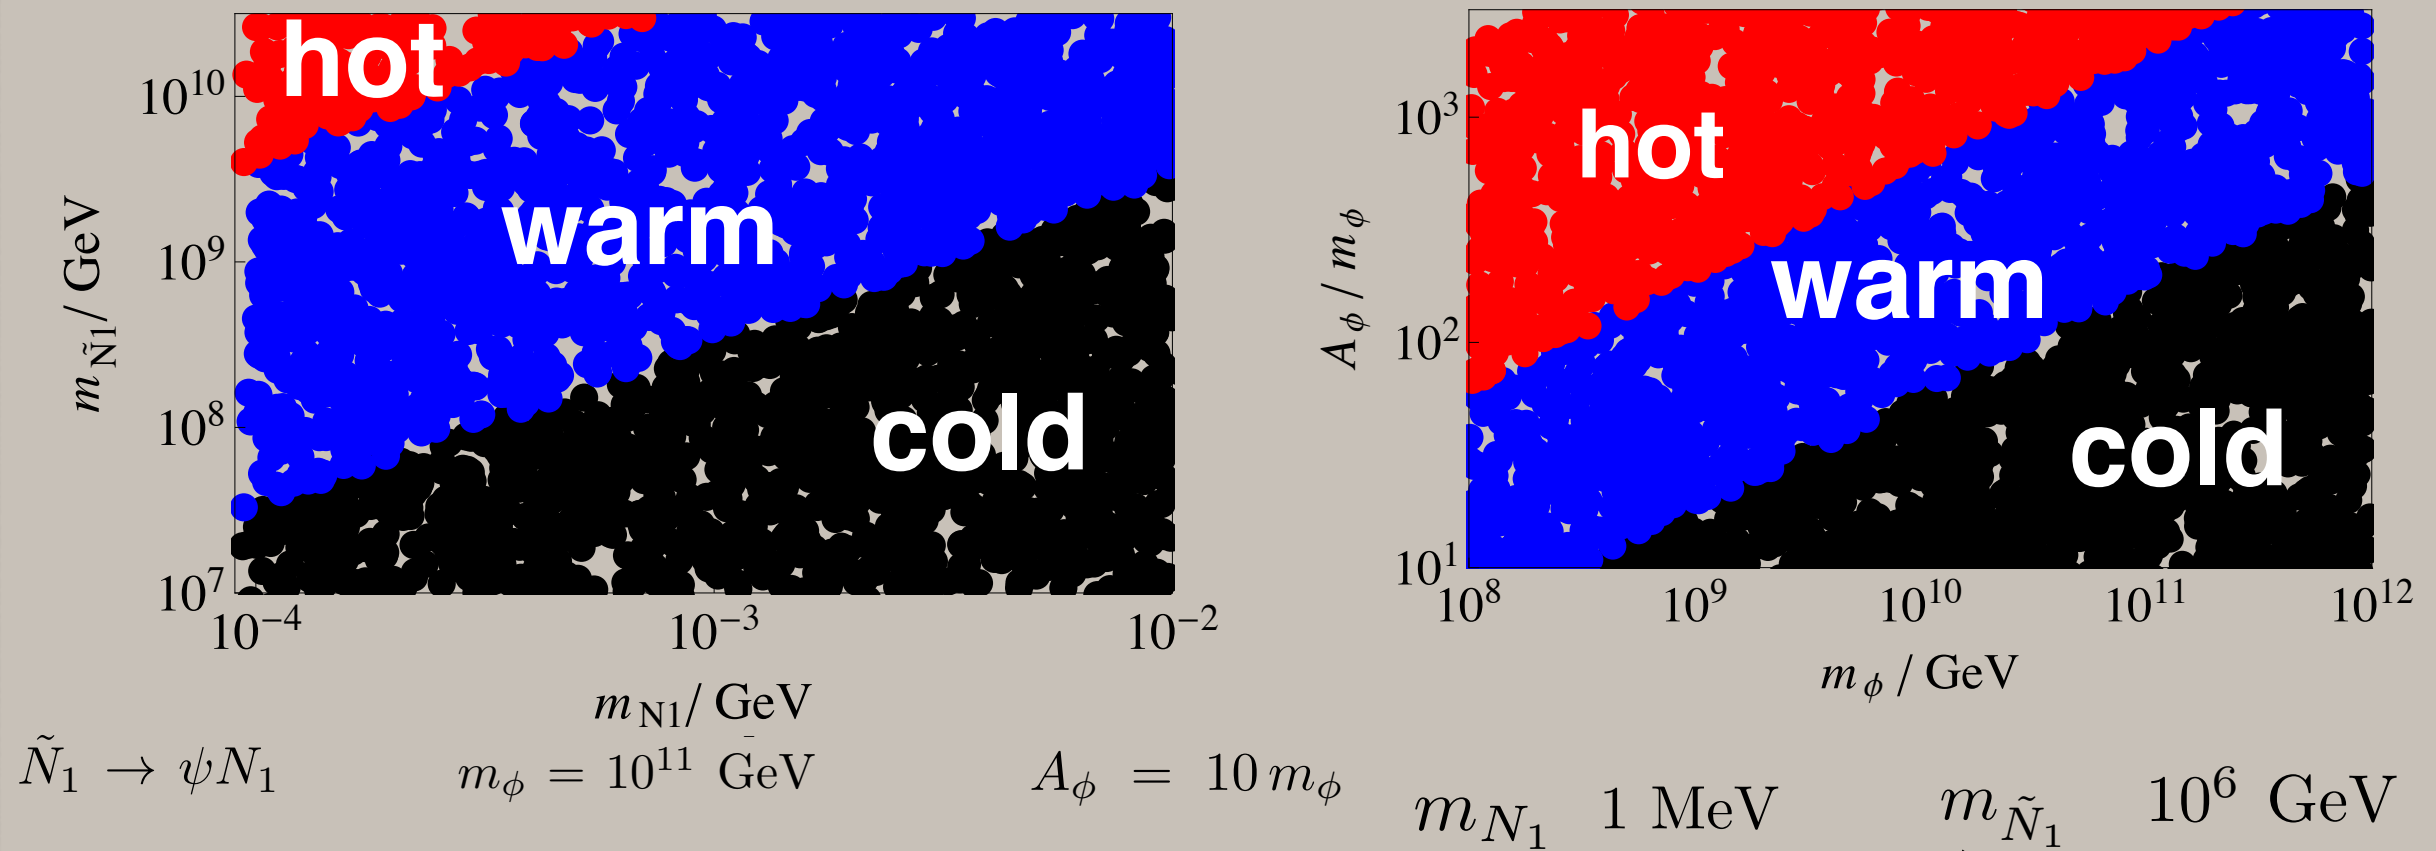 hot
warm
cold
10^10
10^9
10^8
10^7
m_Ñ1 / GeV
10^−4 10^−3 10^−2
m_N1 / GeV
hot
warm
cold
10^3
10^2
10^1
A_ϕ / m_ϕ
10^8 10^9 10^10 10^11 10^12
m_ϕ / GeV
Ñ_1 → ψN_1 m_ϕ = 10^11 GeV A_ϕ = 10 m_ϕ
m_N_1 1 MeV m_Ñ_1 10^6 GeV